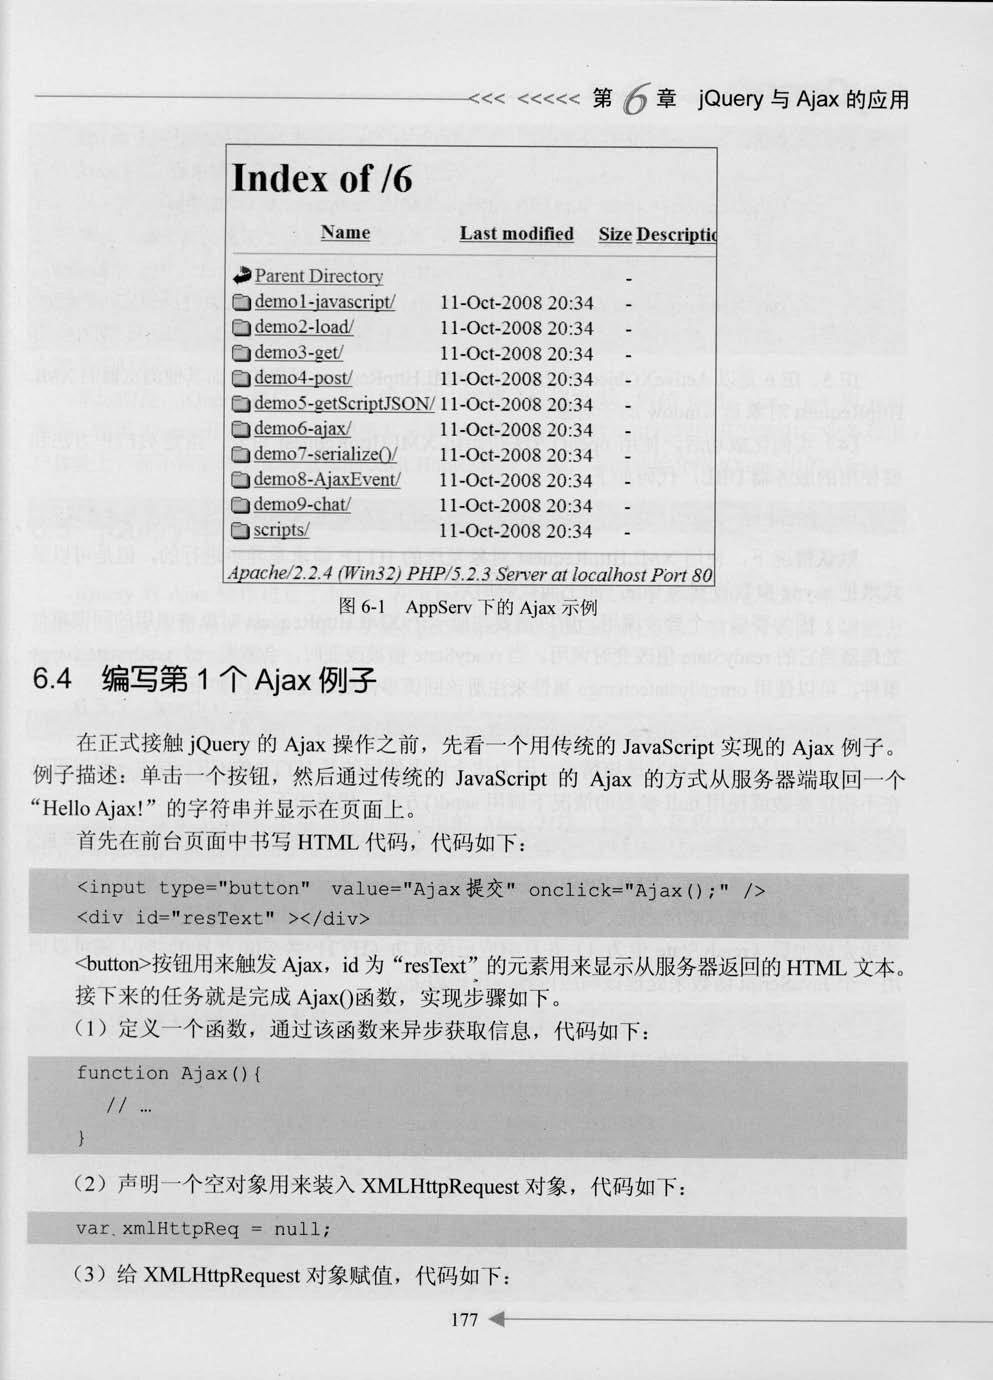 <<< <<<<< 第 6 章 jQuery 与 Ajax 的应用
Index of /6
Name Last modified Size Descriptic
Parent Directory -
demo1-javascript/ 11-Oct-2008 20:34 -
demo2-load/ 11-Oct-2008 20:34 -
demo3-get/ 11-Oct-2008 20:34 -
demo4-post/ 11-Oct-2008 20:34 -
demo5-getScriptJSON/ 11-Oct-2008 20:34 -
demo6-ajax/ 11-Oct-2008 20:34 -
demo7-serialize()/ 11-Oct-2008 20:34 -
demo8-AjaxEvent/ 11-Oct-2008 20:34 -
demo9-chat/ 11-Oct-2008 20:34 -
scripts/ 11-Oct-2008 20:34 -
Apache/2.2.4 (Win32) PHP/5.2.3 Server at localhost Port 80
图 6-1 AppServ 下的 Ajax 示例
6.4 编写第 1 个 Ajax 例子
在正式接触 jQuery 的 Ajax 操作之前，先看一个用传统的 JavaScript 实现的 Ajax 例子。
例子描述：单击一个按钮，然后通过传统的 JavaScript 的 Ajax 的方式从服务器端取回一个
“Hello Ajax!”的字符串并显示在页面上。
首先在前台页面中书写 HTML 代码，代码如下：
<input type="button" value="Ajax 提交" onclick="Ajax();" />
<div id="resText" ></div>
<button>按钮用来触发 Ajax，id 为“resText”的元素用来显示从服务器返回的 HTML 文本。
接下来的任务就是完成 Ajax()函数，实现步骤如下。
（1）定义一个函数，通过该函数来异步获取信息，代码如下：
function Ajax(){
// …
}
（2）声明一个空对象用来装入 XMLHttpRequest 对象，代码如下：
var xmlHttpReq = null;
（3）给 XMLHttpRequest 对象赋值，代码如下：
177